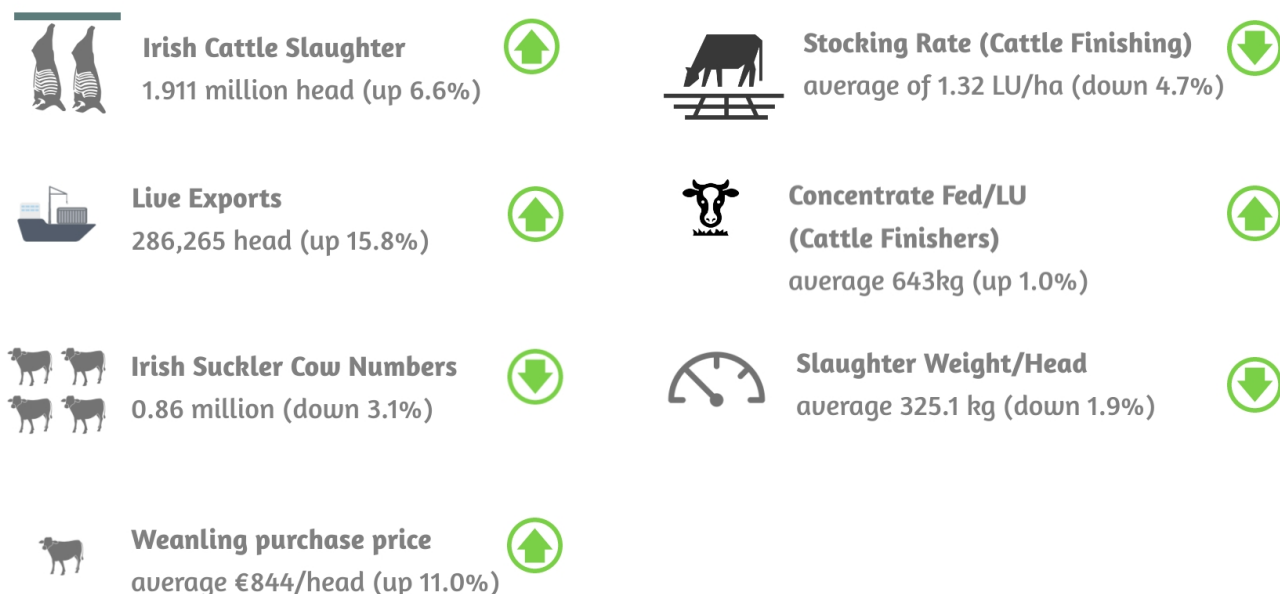 Irish Cattle Slaughter
1.911 million head (up 6.6%)
Live Exports
286,265 head (up 15.8%)
Irish Suckler Cow Numbers
0.86 million (down 3.1%)
Weanling purchase price
average €844/head (up 11.0%)
Stocking Rate (Cattle Finishing)
average of 1.32 LU/ha (down 4.7%)
Concentrate Fed/LU
(Cattle Finishers)
average 643kg (up 1.0%)
Slaughter Weight/Head
average 325.1 kg (down 1.9%)